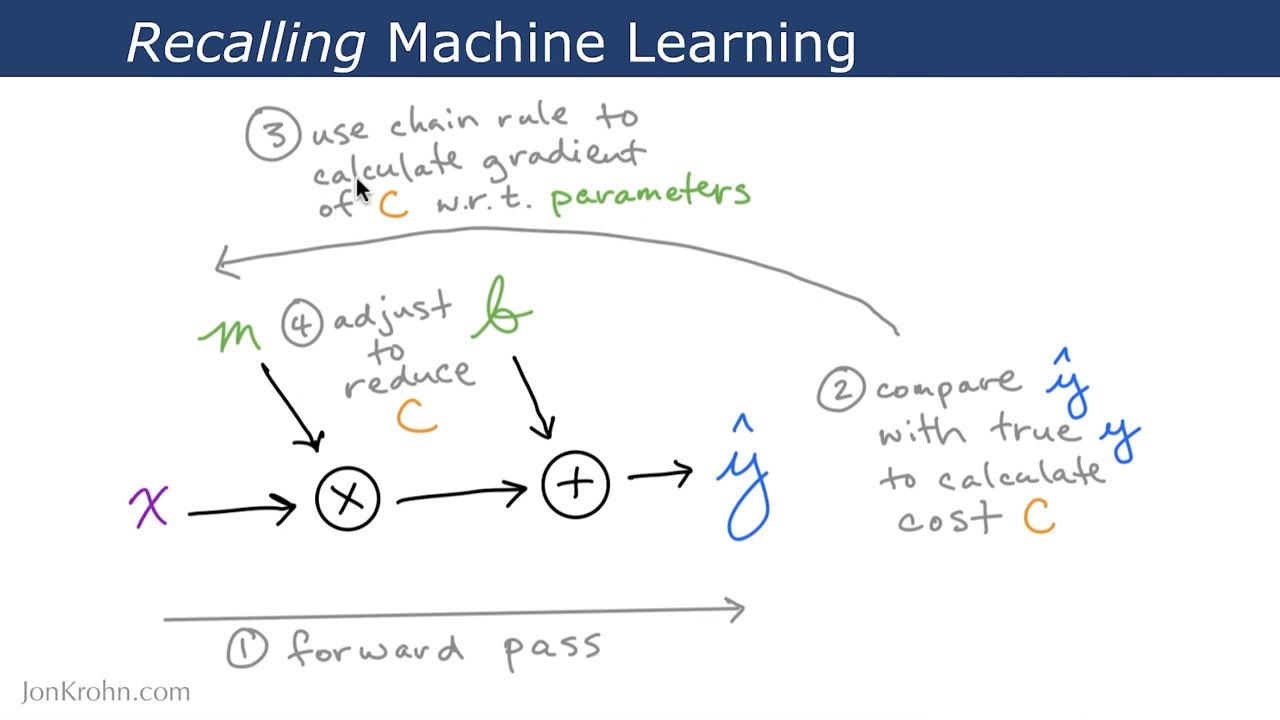 Recalling Machine Learning
③ use chain rule to
calculate gradient
of C w.r.t. parameters
m ④ adjust b
to
reduce
C
② compare ŷ
with true y
to calculate
cost C
x → ⊗ → ⊕ → ŷ
① forward pass
JonKrohn.com